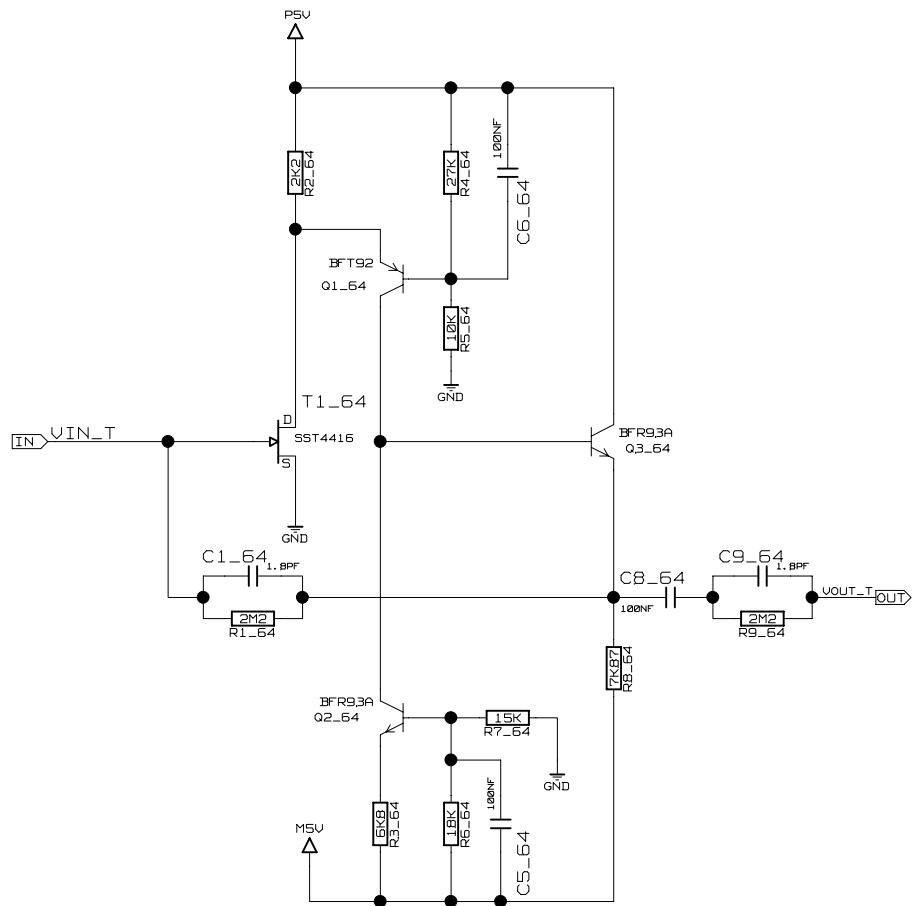 P5V
2K2
R2_64
27K
R4_64
100NF
C6_64
BFT92
Q1_64
10K
R5_64
GND
T1_64
D
SST4416
S
IN
VIN_T
GND
BFR93A
Q3_64
C1_64
1.8PF
2M2
R1_64
C8_64
100NF
C9_64
1.8PF
2M2
R9_64
VOUT_T
OUT
7K87
R8_64
BFR93A
Q2_64
15K
R7_64
GND
6K8
R3_64
18K
R6_64
100NF
C5_64
M5V